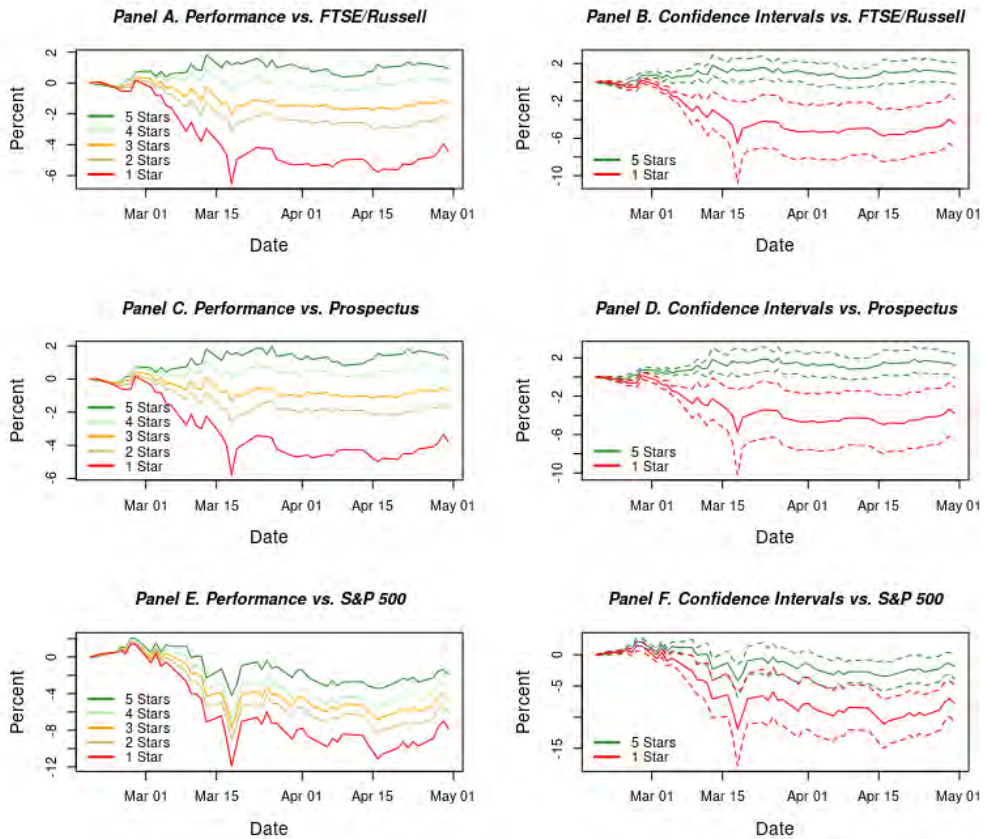 Panel A. Performance vs. FTSE/Russell
Percent
2
0
-2
-4
-6
5 Stars
4 Stars
3 Stars
2 Stars
1 Star
Mar 01
Mar 15
Apr 01
Apr 15
May 01
Date
Panel B. Confidence Intervals vs. FTSE/Russell
Percent
2
-2
-6
-10
5 Stars
1 Star
Mar 01
Mar 15
Apr 01
Apr 15
May 01
Date
Panel C. Performance vs. Prospectus
Percent
2
0
-2
-4
-6
5 Stars
4 Stars
3 Stars
2 Stars
1 Star
Mar 01
Mar 15
Apr 01
Apr 15
May 01
Date
Panel D. Confidence Intervals vs. Prospectus
Percent
2
-2
-6
-10
5 Stars
1 Star
Mar 01
Mar 15
Apr 01
Apr 15
May 01
Date
Panel E. Performance vs. S&P 500
Percent
0
-4
-8
-12
5 Stars
4 Stars
3 Stars
2 Stars
1 Star
Mar 01
Mar 15
Apr 01
Apr 15
May 01
Date
Panel F. Confidence Intervals vs. S&P 500
Percent
0
-5
-15
5 Stars
1 Star
Mar 01
Mar 15
Apr 01
Apr 15
May 01
Date